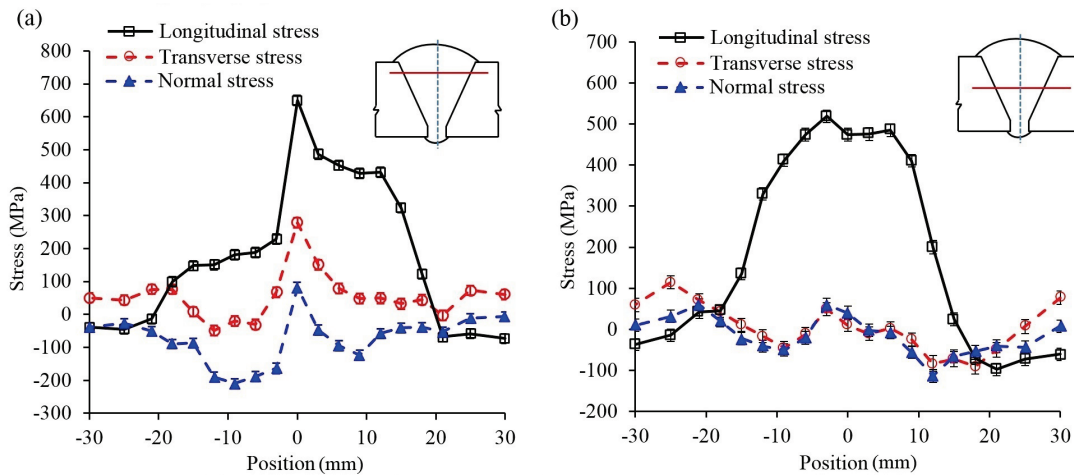 (a)
Longitudinal stress
Transverse stress
Normal stress
800
700
600
500
400
300
200
100
0
-100
-200
-300
Stress (MPa)
-30 -20 -10 0 10 20 30
Position (mm)
(b)
Longitudinal stress
Transverse stress
Normal stress
700
600
500
400
300
200
100
0
-100
-200
Stress (MPa)
-30 -20 -10 0 10 20 30
Position (mm)